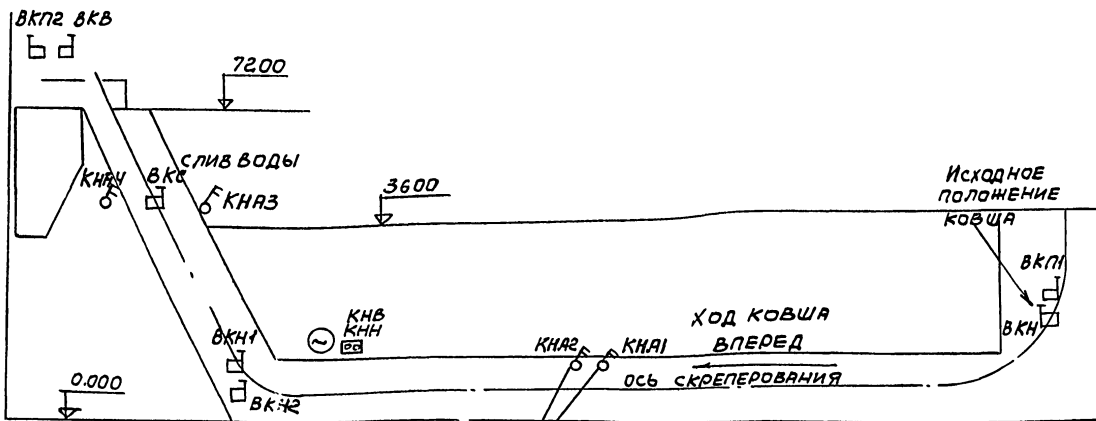 ВКП2 ВКВ
7200
СЛИВ ВОДЫ
КНА4
ВКС
КНА3
3600
ИСХОДНОЕ
ПОЛОЖЕНИЕ
КОВША
ВКП1
ВКН
КНВ
КНН
ВКН1
ВКН2
КНА2
КНА1
ХОД КОВША
ВПЕРЕД
ОСЬ СКРЕПЕРОВАНИЯ
0.000